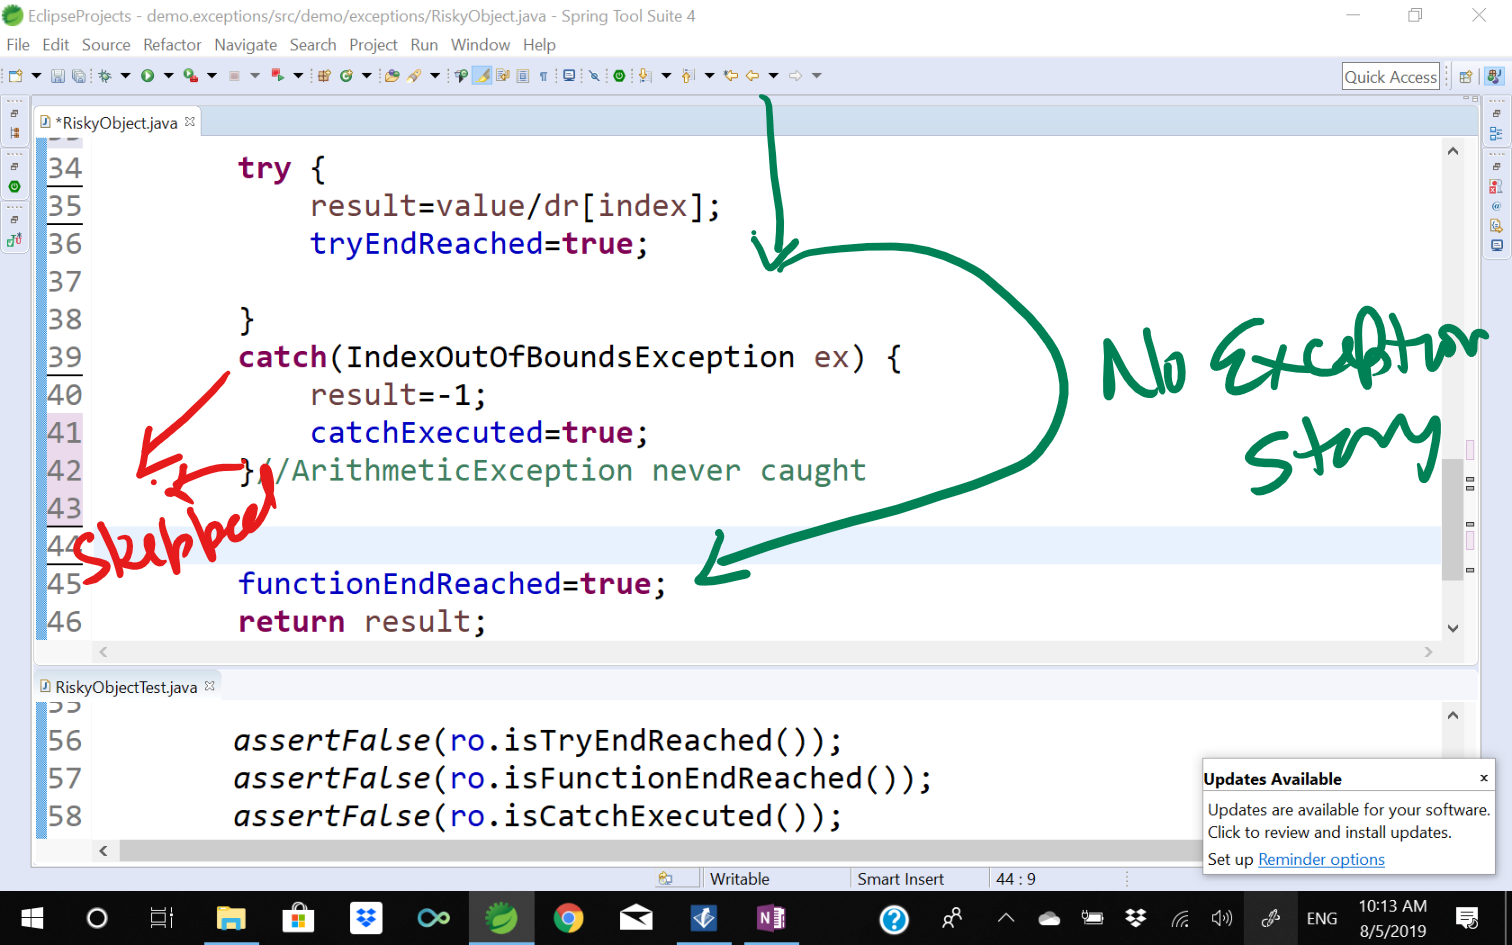 EclipseProjects - demo.exceptions/src/demo/exceptions/RiskyObject.java - Spring Tool Suite 4
File Edit Source Refactor Navigate Search Project Run Window Help
Quick Access
*RiskyObject.java
34 try {
35 result=value/dr[index];
36 tryEndReached=true;
37
38 }
39 catch(IndexOutOfBoundsException ex) {
40 result=-1;
41 catchExecuted=true;
42 }//ArithmeticException never caught
43
44
45 functionEndReached=true;
46 return result;
No Exception
story
Skipped
RiskyObjectTest.java
55
56 assertFalse(ro.isTryEndReached());
57 assertFalse(ro.isFunctionEndReached());
58 assertFalse(ro.isCatchExecuted());
Updates Available x
Updates are available for your software.
Click to review and install updates.
Set up Reminder options
Writable Smart Insert 44 : 9
ENG
10:13 AM
8/5/2019